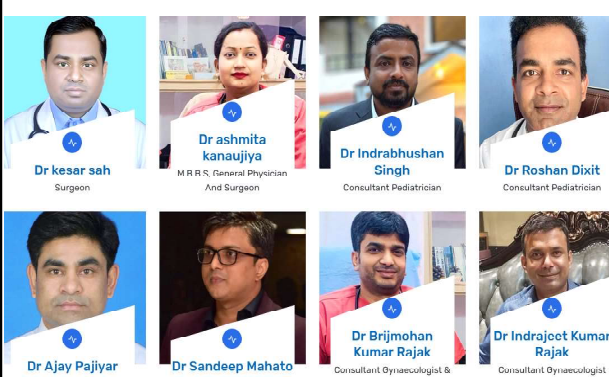 Dr kesar sah
Surgeon
Dr ashmita
kanaujiya
M.B.B.S, General Physician
And Surgeon
Dr Indrabhushan
Singh
Consultant Pediatrician
Dr Roshan Dixit
Consultant Pediatrician
Dr Ajay Pajiyar
Dr Sandeep Mahato
Dr Brijmohan
Kumar Rajak
Consultant Gynaecologist &
Dr Indrajeet Kumar
Rajak
Consultant Gynaecologist